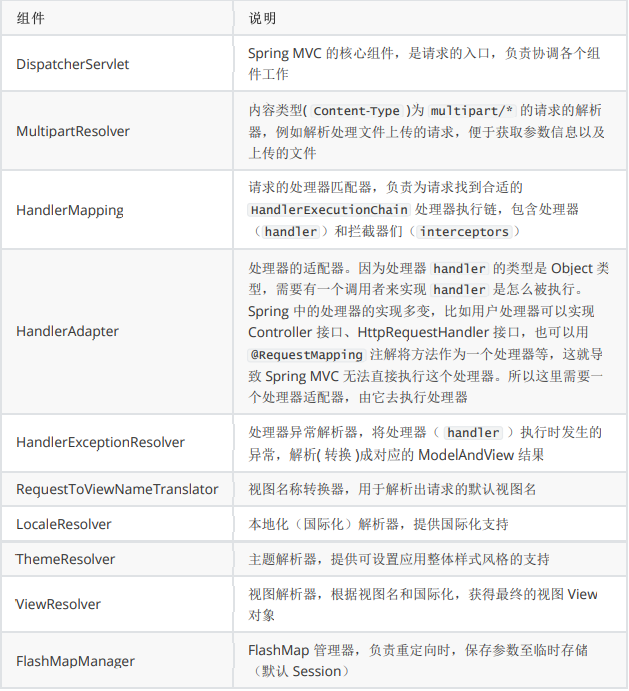 组件 说明
DispatcherServlet
Spring MVC 的核心组件，是请求的入口，负责协调各个组
件工作
MultipartResolver
内容类型( Content-Type )为 multipart/* 的请求的解析
器，例如解析处理文件上传的请求，便于获取参数信息以及
上传的文件
HandlerMapping
请求的处理器匹配器，负责为请求找到合适的
HandlerExecutionChain 处理器执行链，包含处理器
（handler）和拦截器们（interceptors）
HandlerAdapter
处理器的适配器。因为处理器 handler 的类型是 Object 类
型，需要有一个调用者来实现 handler 是怎么被执行。
Spring 中的处理器的实现多变，比如用户处理器可以实现
Controller 接口、HttpRequestHandler 接口，也可以用
@RequestMapping 注解将方法作为一个处理器等，这就导
致 Spring MVC 无法直接执行这个处理器。所以这里需要一
个处理器适配器，由它去执行处理器
HandlerExceptionResolver
处理器异常解析器，将处理器（ handler ）执行时发生的
异常，解析( 转换 )成对应的 ModelAndView 结果
RequestToViewNameTranslator 视图名称转换器，用于解析出请求的默认视图名
LocaleResolver 本地化（国际化）解析器，提供国际化支持
ThemeResolver 主题解析器，提供可设置应用整体样式风格的支持
ViewResolver
视图解析器，根据视图名和国际化，获得最终的视图 View
对象
FlashMapManager
FlashMap 管理器，负责重定向时，保存参数至临时存储
（默认 Session）